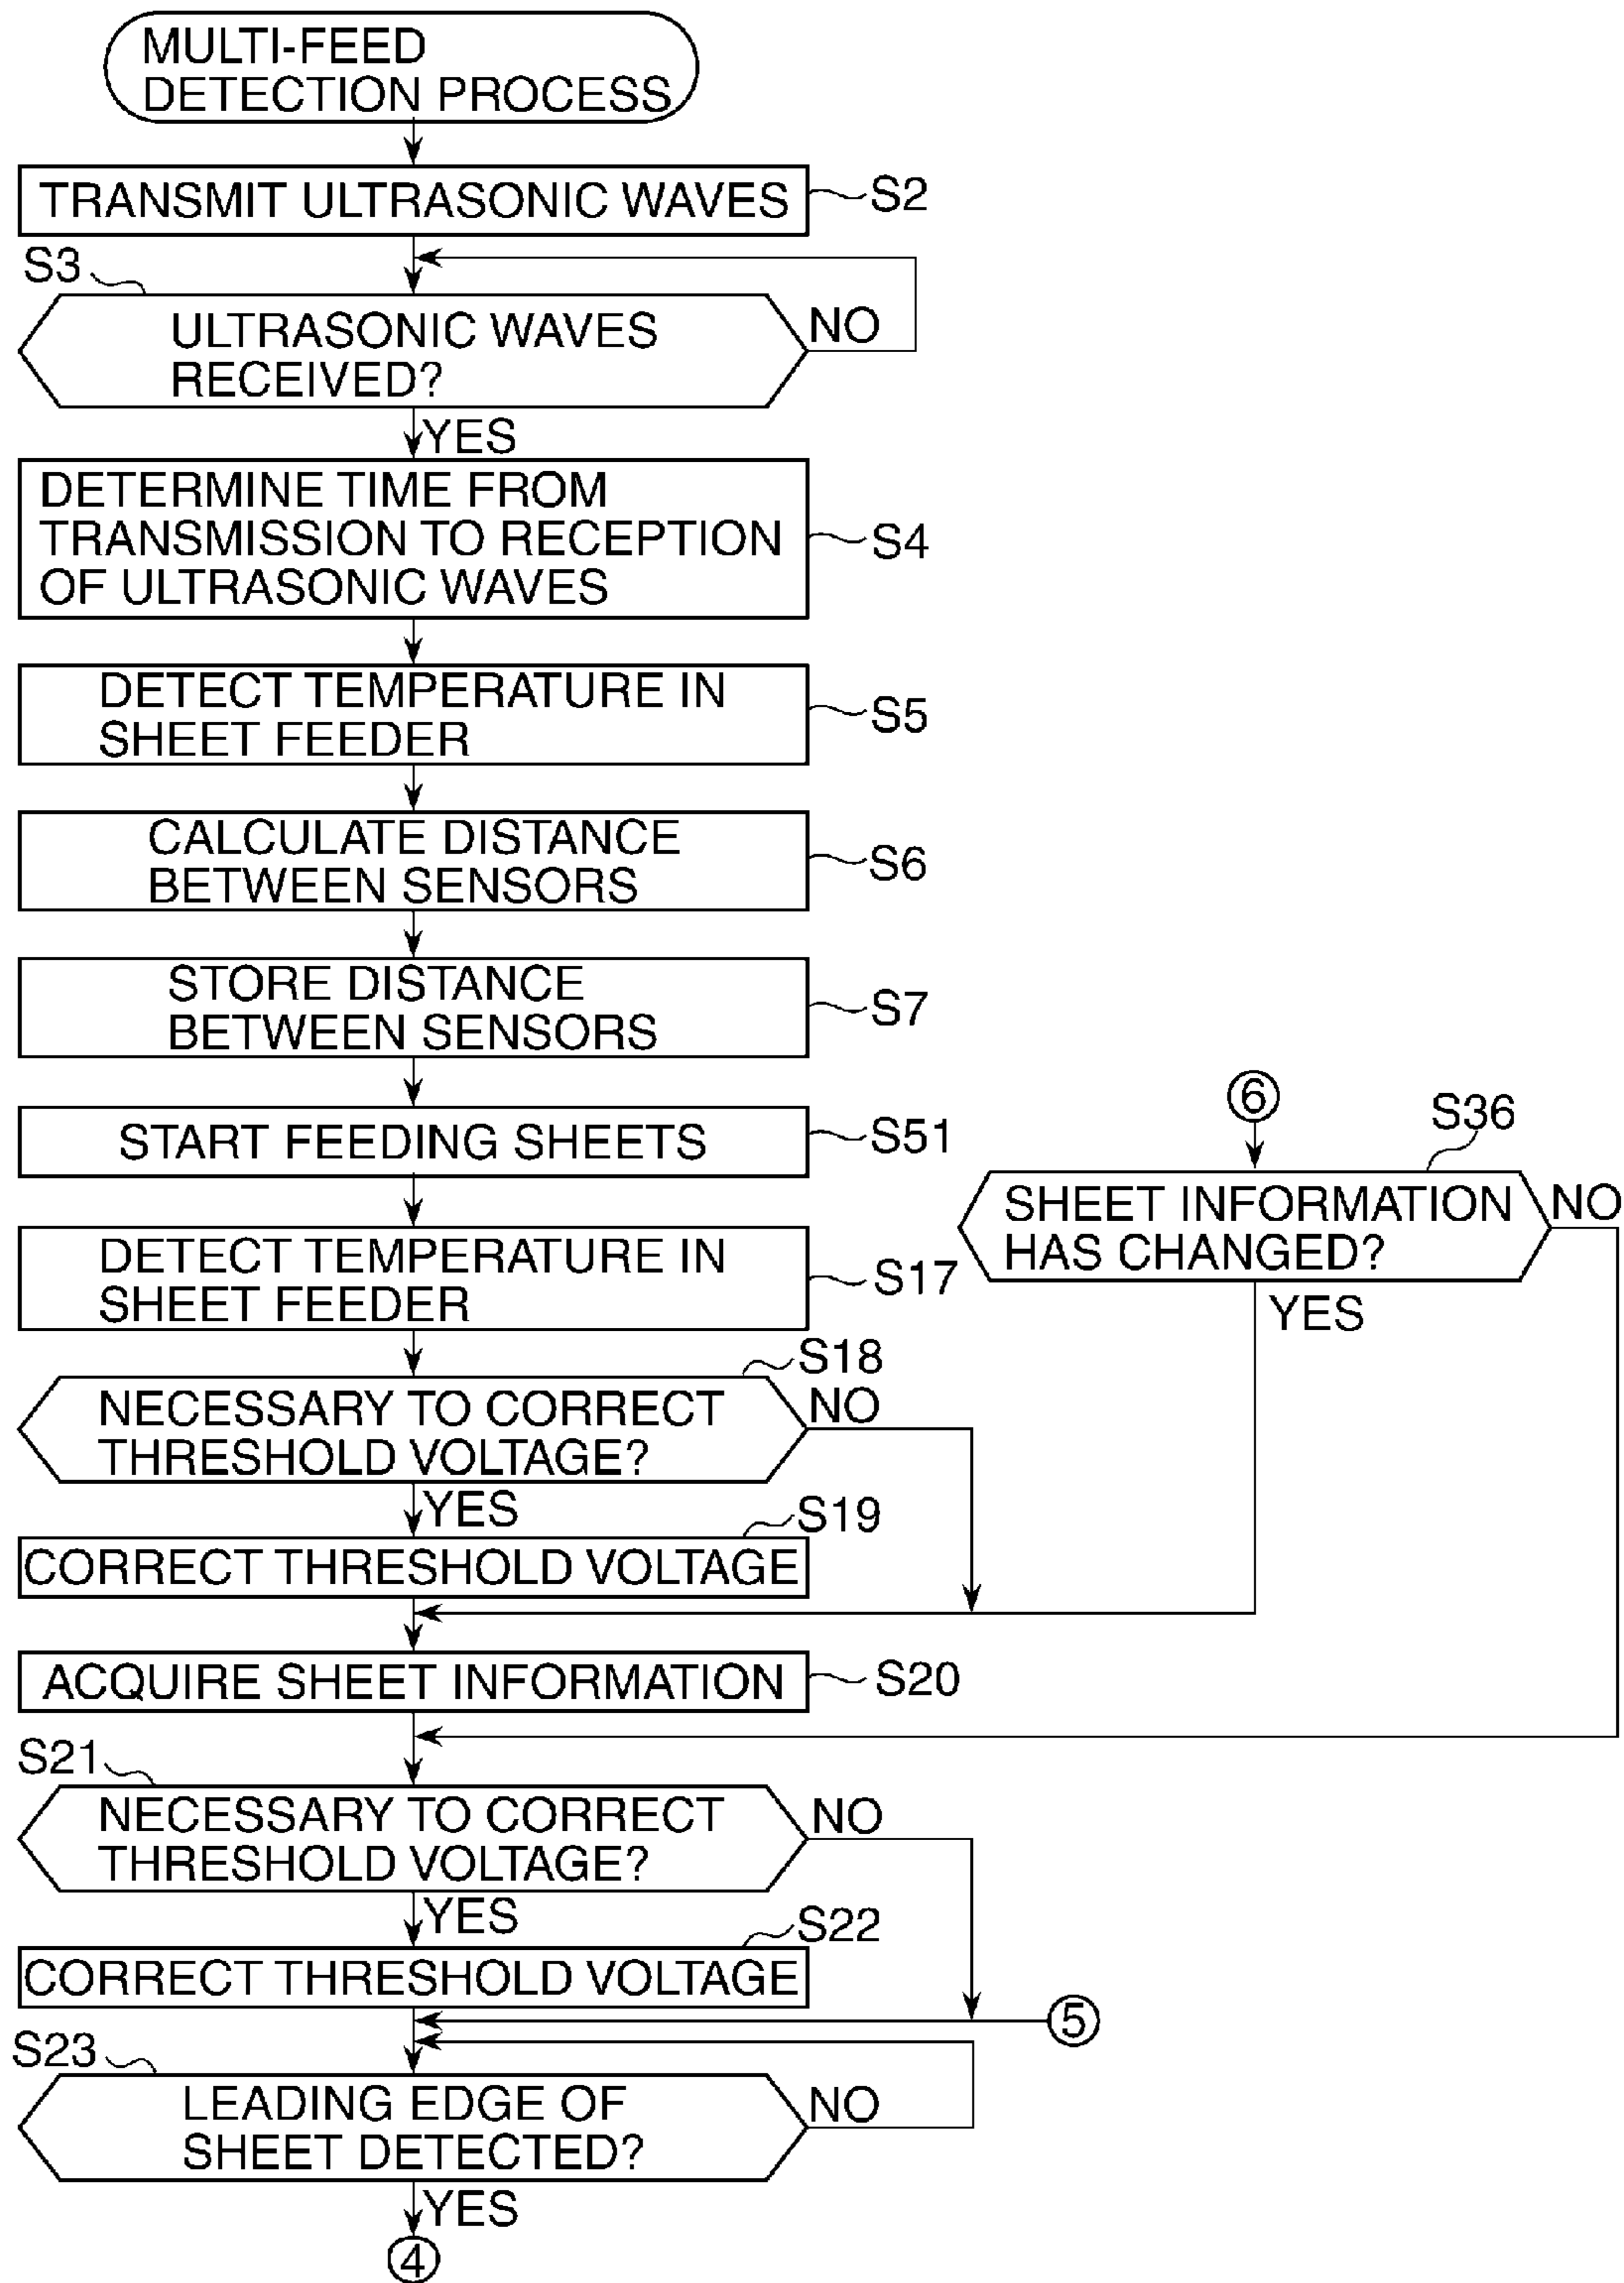 MULTI-FEED
DETECTION PROCESS
TRANSMIT ULTRASONIC WAVES
S2
S3
ULTRASONIC WAVES
RECEIVED?
NO
YES
DETERMINE TIME FROM
TRANSMISSION TO RECEPTION
OF ULTRASONIC WAVES
S4
DETECT TEMPERATURE IN
SHEET FEEDER
S5
CALCULATE DISTANCE
BETWEEN SENSORS
S6
STORE DISTANCE
BETWEEN SENSORS
S7
START FEEDING SHEETS
S51
6
S36
SHEET INFORMATION
HAS CHANGED?
NO
YES
DETECT TEMPERATURE IN
SHEET FEEDER
S17
S18
NECESSARY TO CORRECT
THRESHOLD VOLTAGE?
NO
YES
S19
CORRECT THRESHOLD VOLTAGE
ACQUIRE SHEET INFORMATION
S20
S21
NECESSARY TO CORRECT
THRESHOLD VOLTAGE?
NO
YES
S22
CORRECT THRESHOLD VOLTAGE
5
S23
LEADING EDGE OF
SHEET DETECTED?
NO
YES
4